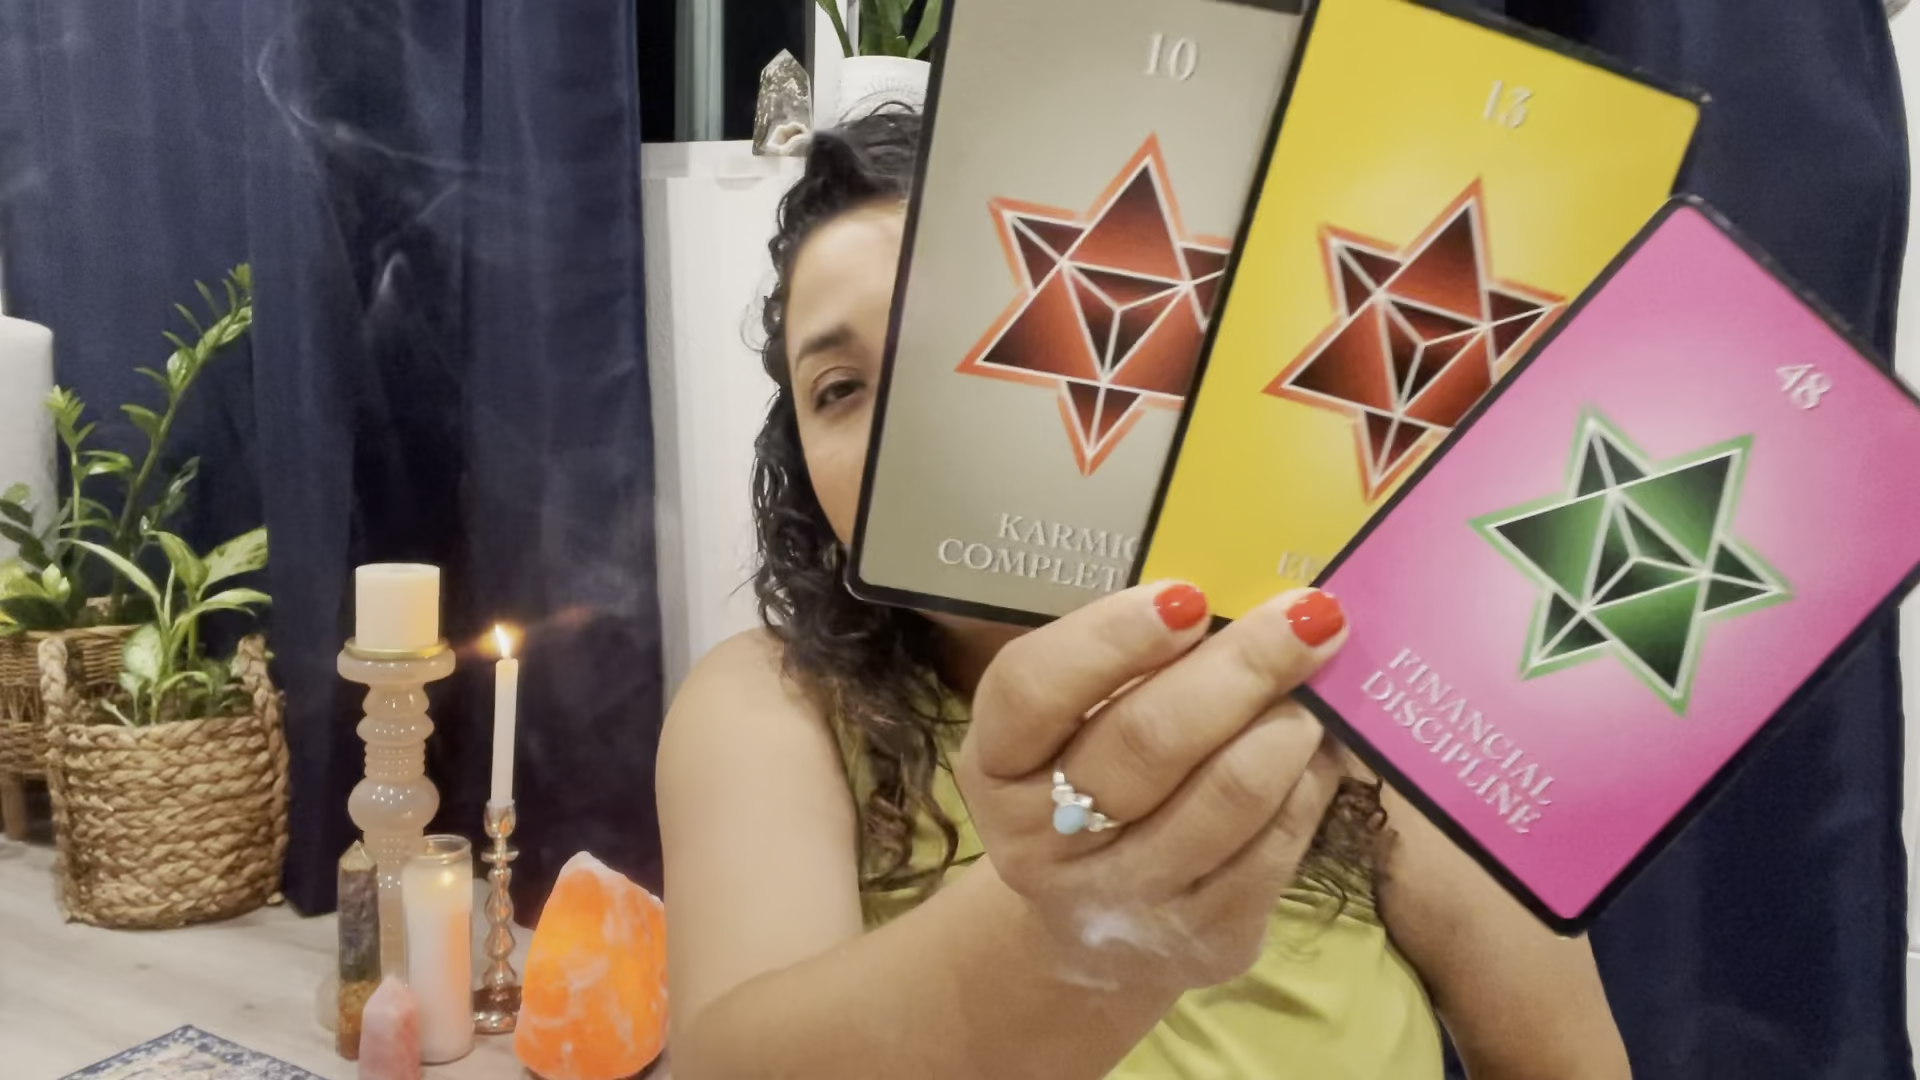 10
KARMIC
COMPLET
13
48
FINANCIAL
DISCIPLINE